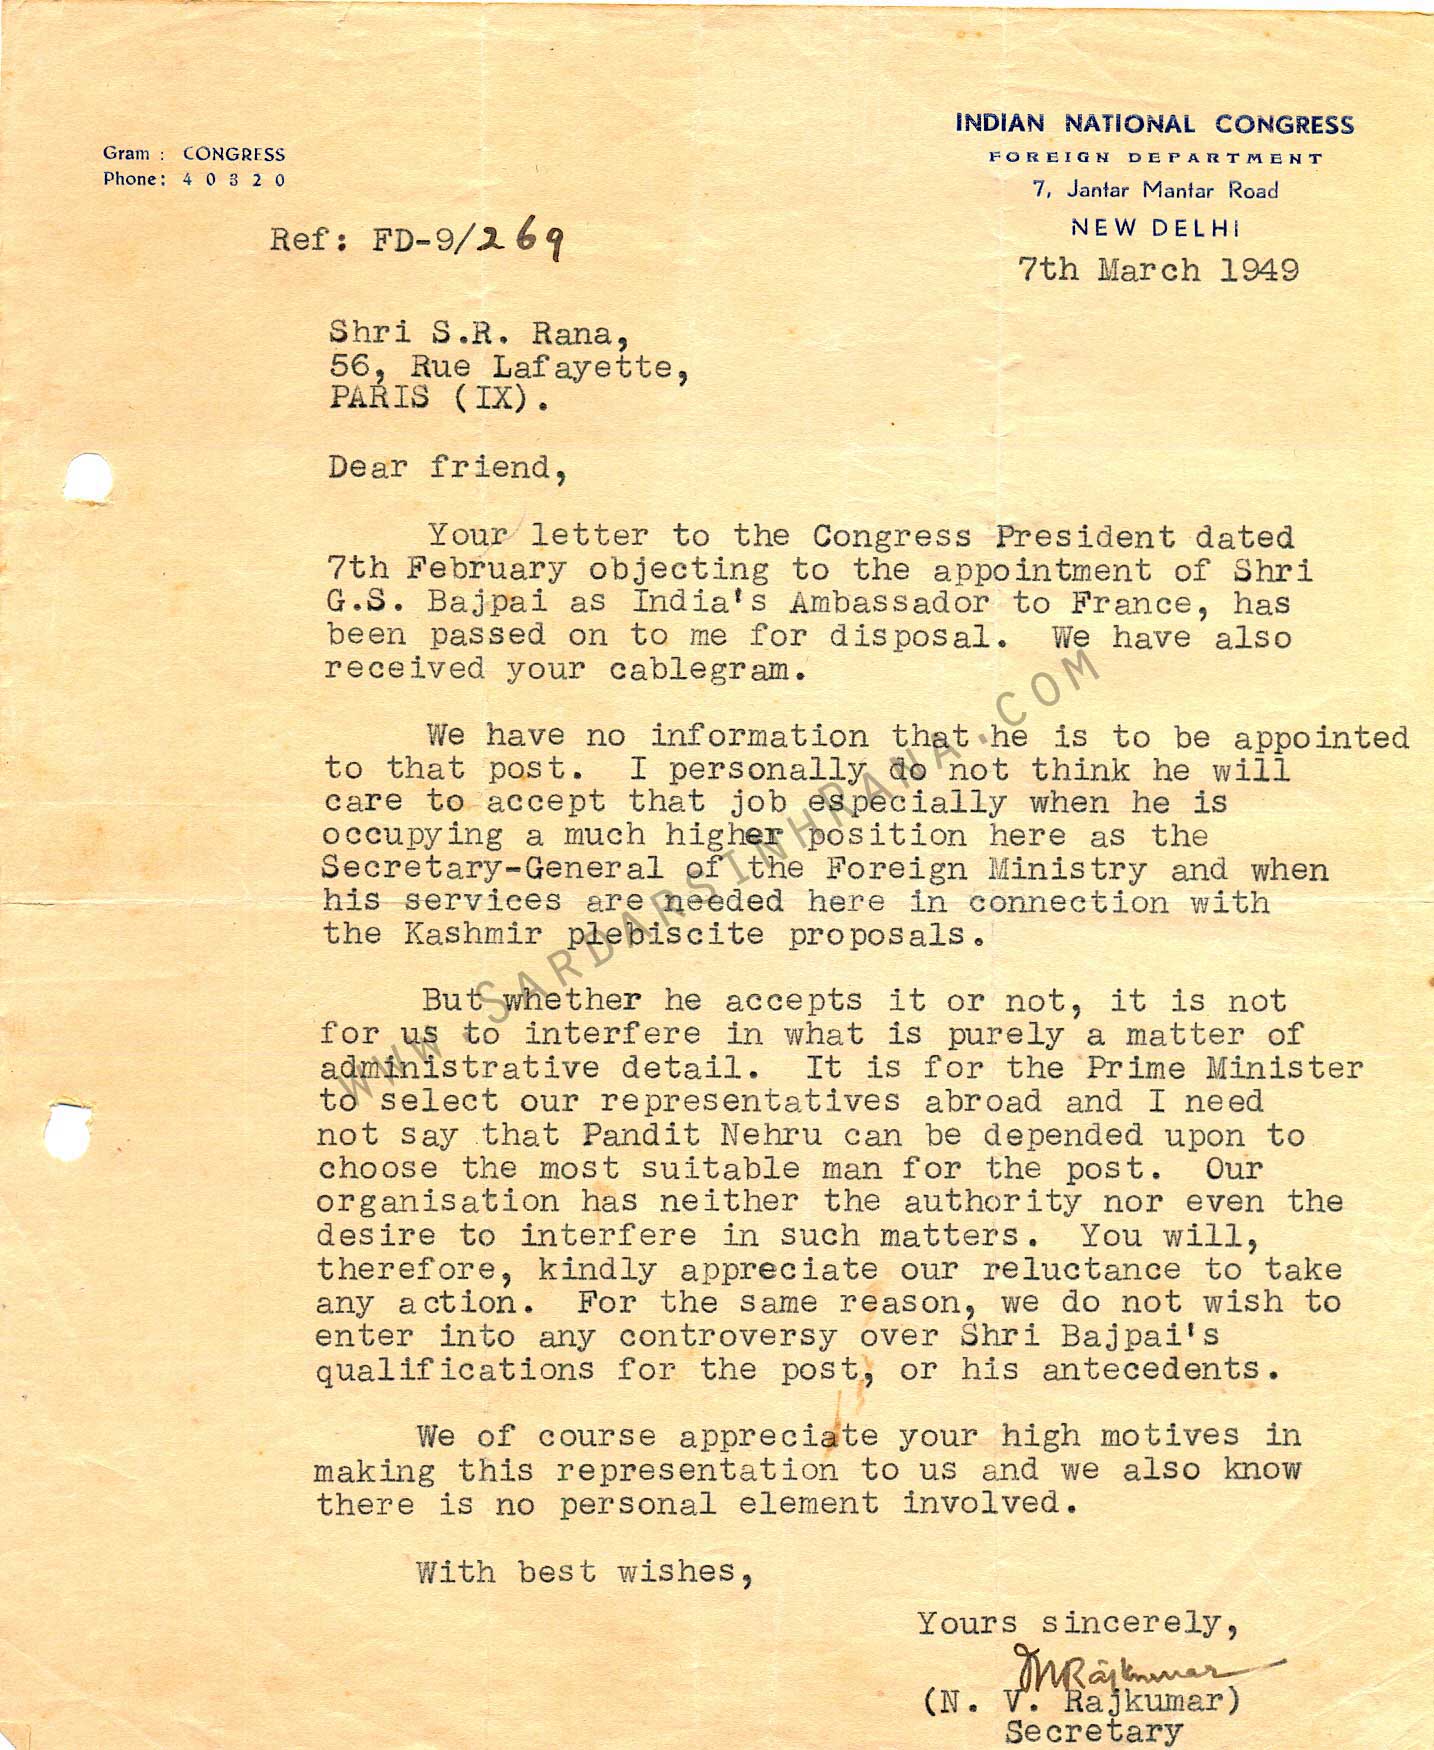 INDIAN NATIONAL CONGRESS
FOREIGN DEPARTMENT
7, Jantar Mantar Road
NEW DELHI
Gram : CONGRESS
Phone: 4 0 3 2 0
Ref: FD-9/269
7th March 1949
Shri S.R. Rana,
56, Rue Lafayette,
PARIS (IX).
Dear friend,
Your letter to the Congress President dated
7th February objecting to the appointment of Shri
G.S. Bajpai as India's Ambassador to France, has
been passed on to me for disposal. We have also
received your cablegram.
We have no information that he is to be appointed
to that post. I personally do not think he will
care to accept that job especially when he is
occupying a much higher position here as the
Secretary-General of the Foreign Ministry and when
his services are needed here in connection with
the Kashmir plebiscite proposals.
But whether he accepts it or not, it is not
for us to interfere in what is purely a matter of
administrative detail. It is for the Prime Minister
to select our representatives abroad and I need
not say that Pandit Nehru can be depended upon to
choose the most suitable man for the post. Our
organisation has neither the authority nor even the
desire to interfere in such matters. You will,
therefore, kindly appreciate our reluctance to take
any action. For the same reason, we do not wish to
enter into any controversy over Shri Bajpai's
qualifications for the post, or his antecedents.
We of course appreciate your high motives in
making this representation to us and we also know
there is no personal element involved.
With best wishes,
Yours sincerely,
NVRajkumar
(N. V. Rajkumar)
Secretary
WWW.SARDARSINHRANA.COM